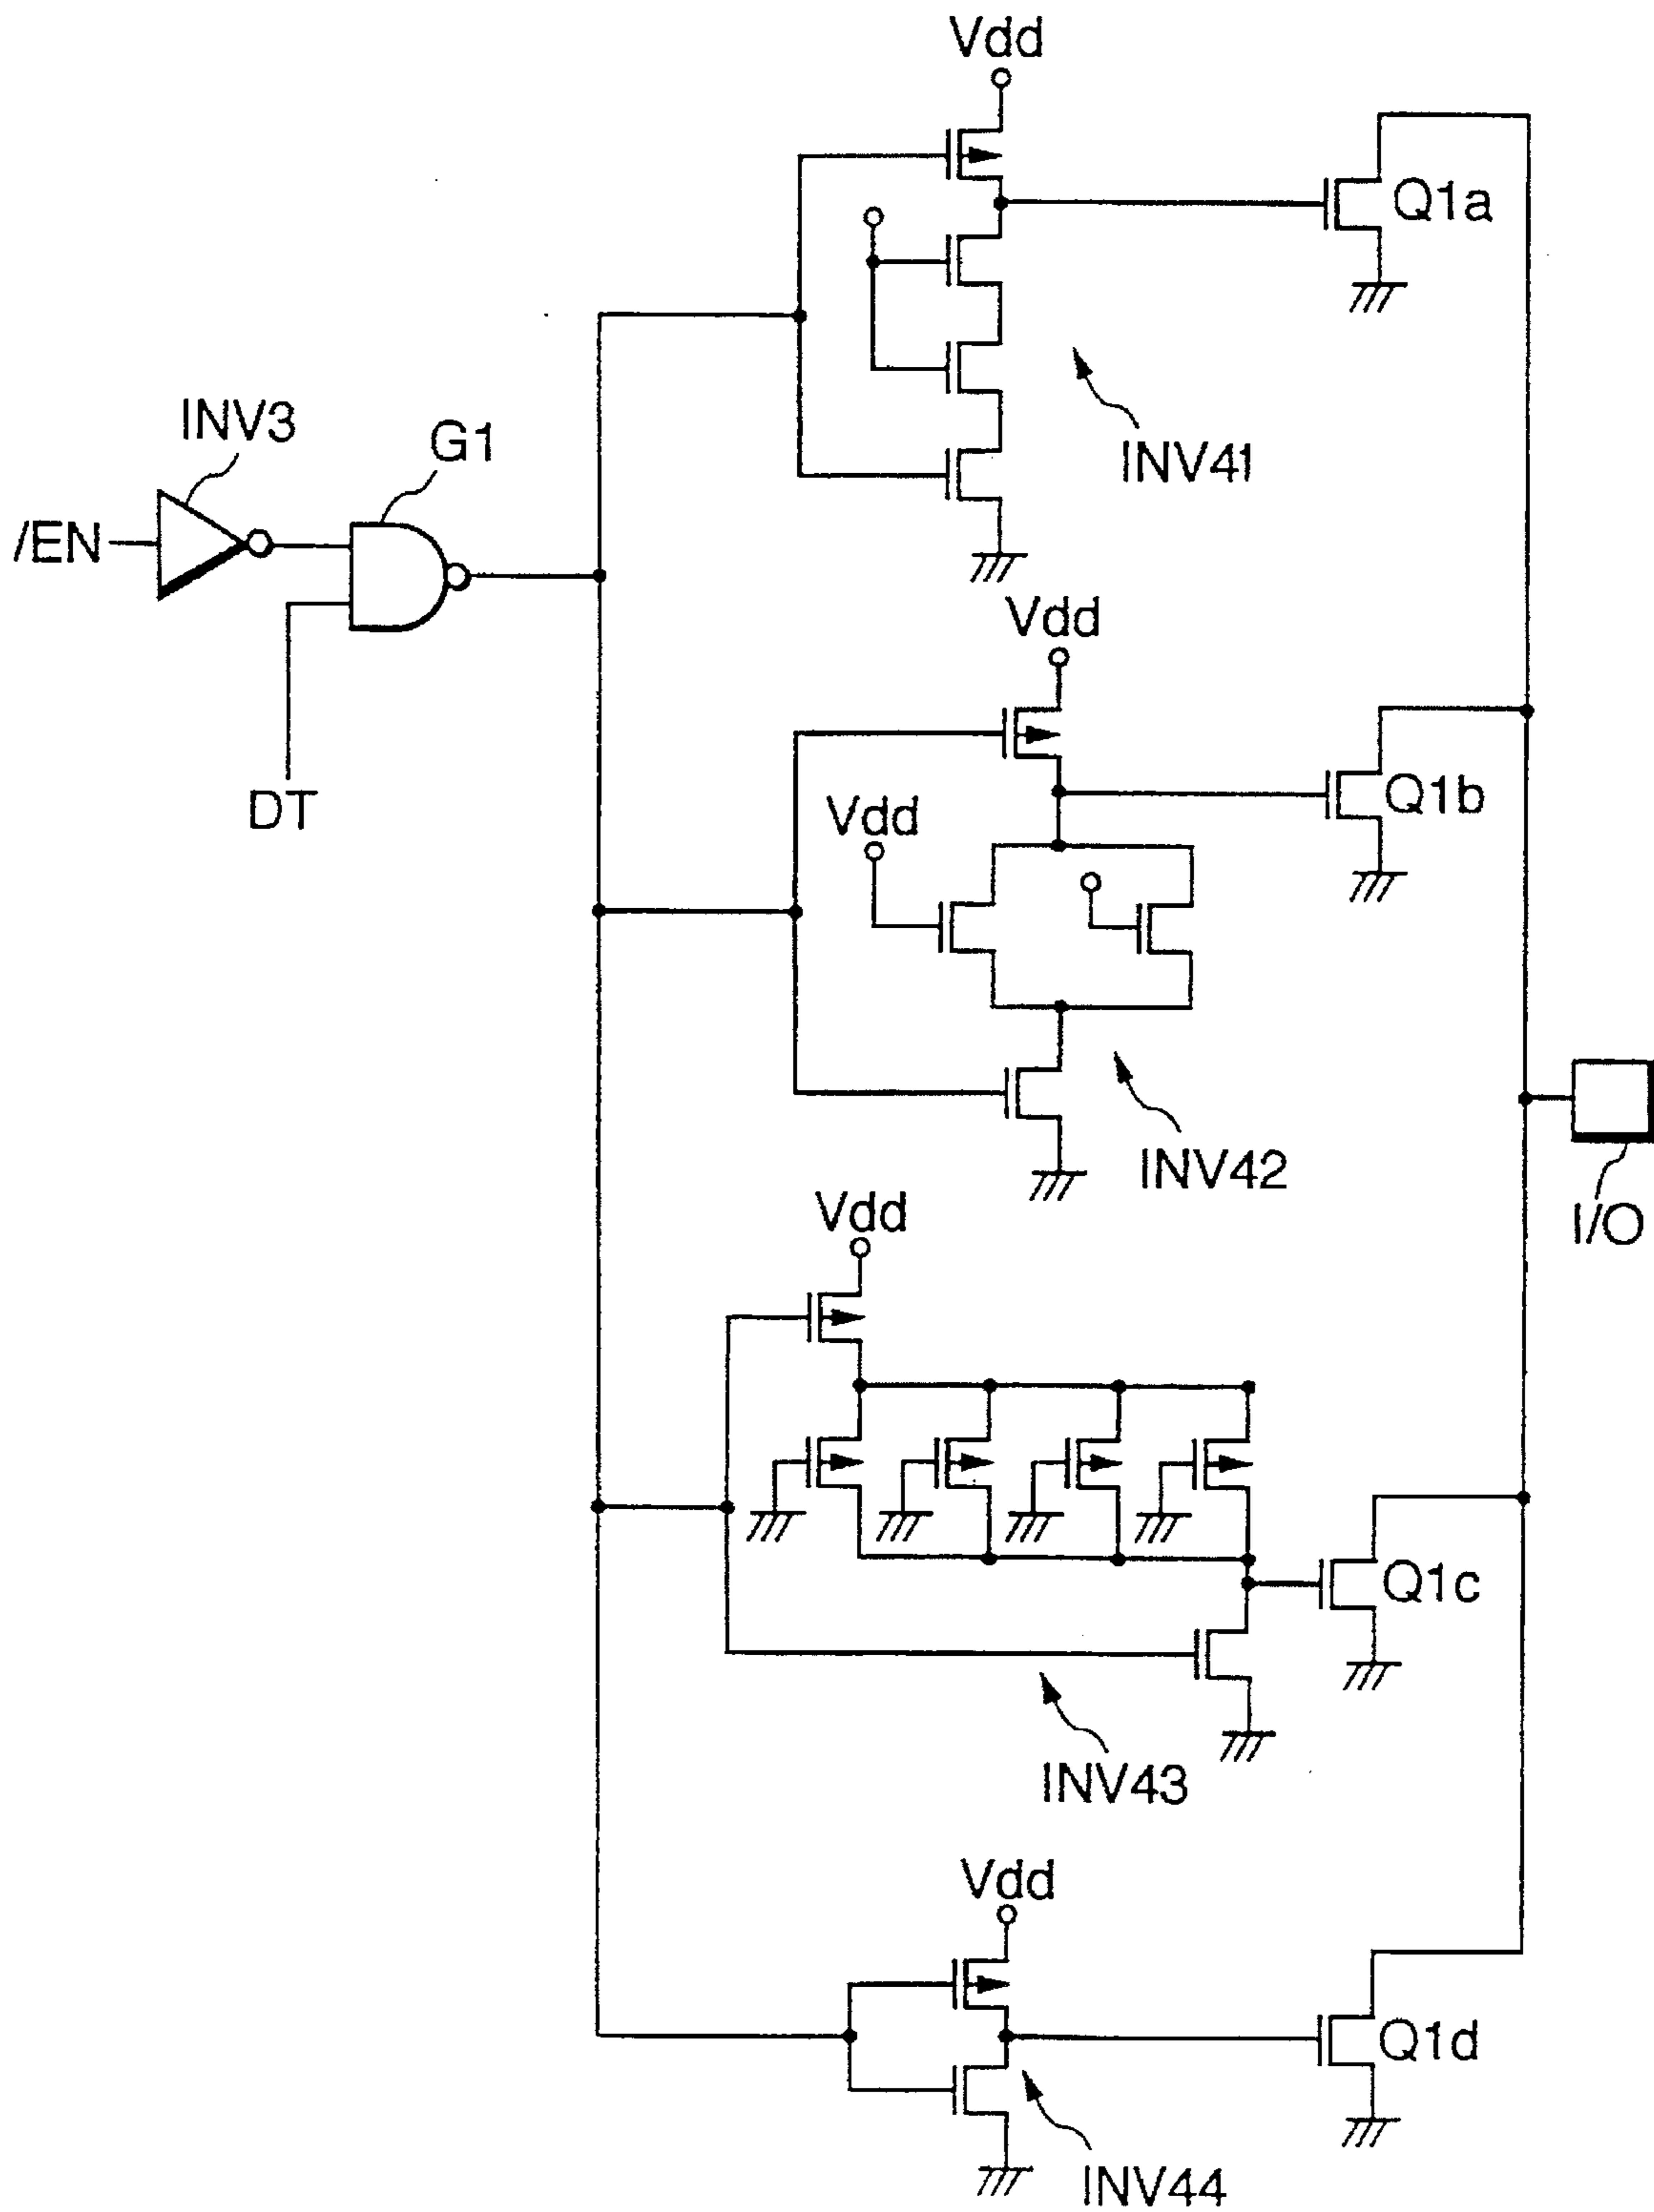 Vdd
Q1a
INV3
G1
INV41
/EN
Vdd
DT
Vdd
Q1b
INV42
Vdd
I/O
Q1c
INV43
Vdd
Q1d
INV44